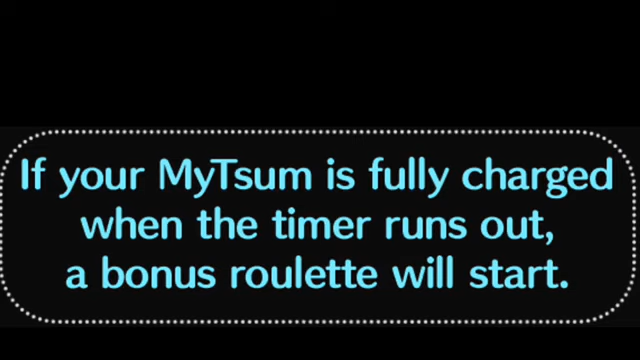 If your MyTsum is fully charged
when the timer runs out,
a bonus roulette will start.